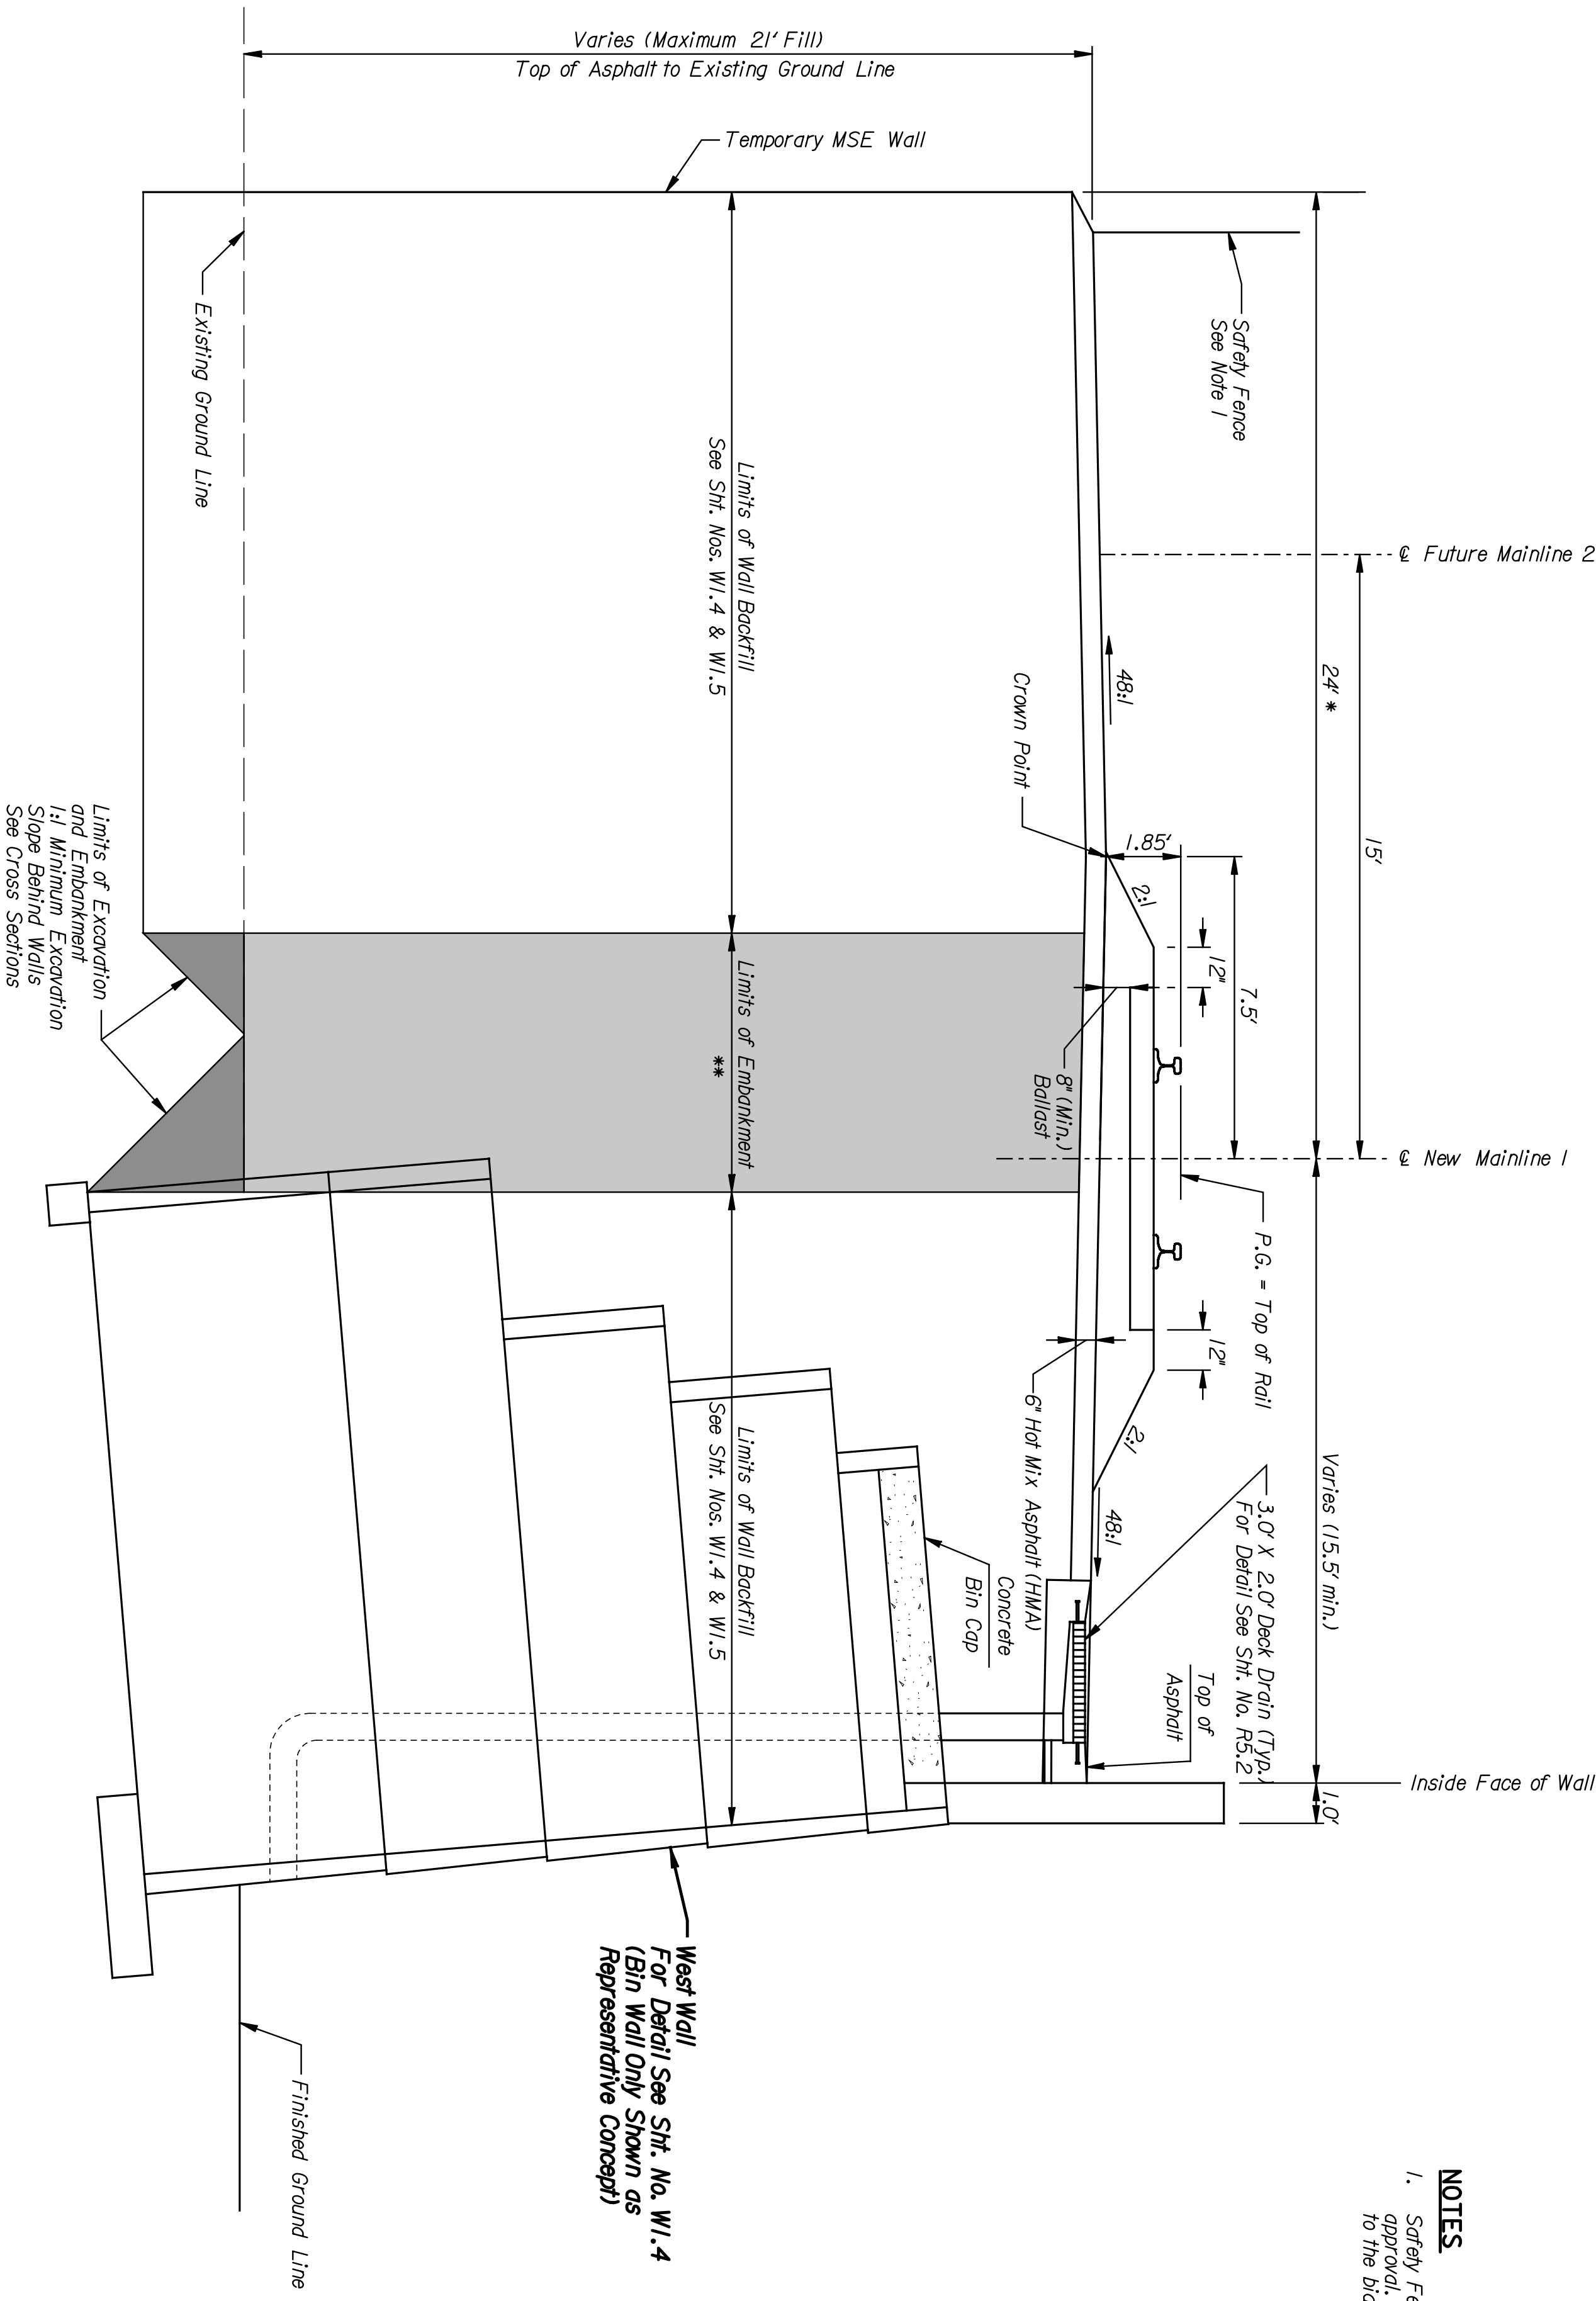 Varies (Maximum 21' Fill)
Top of Asphalt to Existing Ground Line
Temporary MSE Wall
Safety Fence
See Note 1
Existing Ground Line
Limits of Wall Backfill
See Sht. Nos. W1.4 & W1.5
℄ Future Mainline 2
24' *
15'
48:1
Crown Point
1.85'
2:1
12"
7.5'
8" (Min.)
Ballast
Limits of Embankment
**
Limits of Excavation
and Embankment
1:1 Minimum Excavation
Slope Behind Walls
See Cross Sections
℄ New Mainline 1
P.G. = Top of Rail
12"
2:1
6" Hot Mix Asphalt (HMA)
Varies (15.5' min.)
3.0' X 2.0' Deck Drain (Typ.)
For Detail See Sht. No. R5.2
48:1
Limits of Wall Backfill
See Sht. Nos. W1.4 & W1.5
Concrete
Bin Cap
Top of
Asphalt
Inside Face of Wall
1.0'
West Wall
For Detail See Sht. No. W1.4
(Bin Wall Only Shown as
Representative Concept)
Finished Ground Line
NOTES
1. Safety Fe
approval.
to the bid